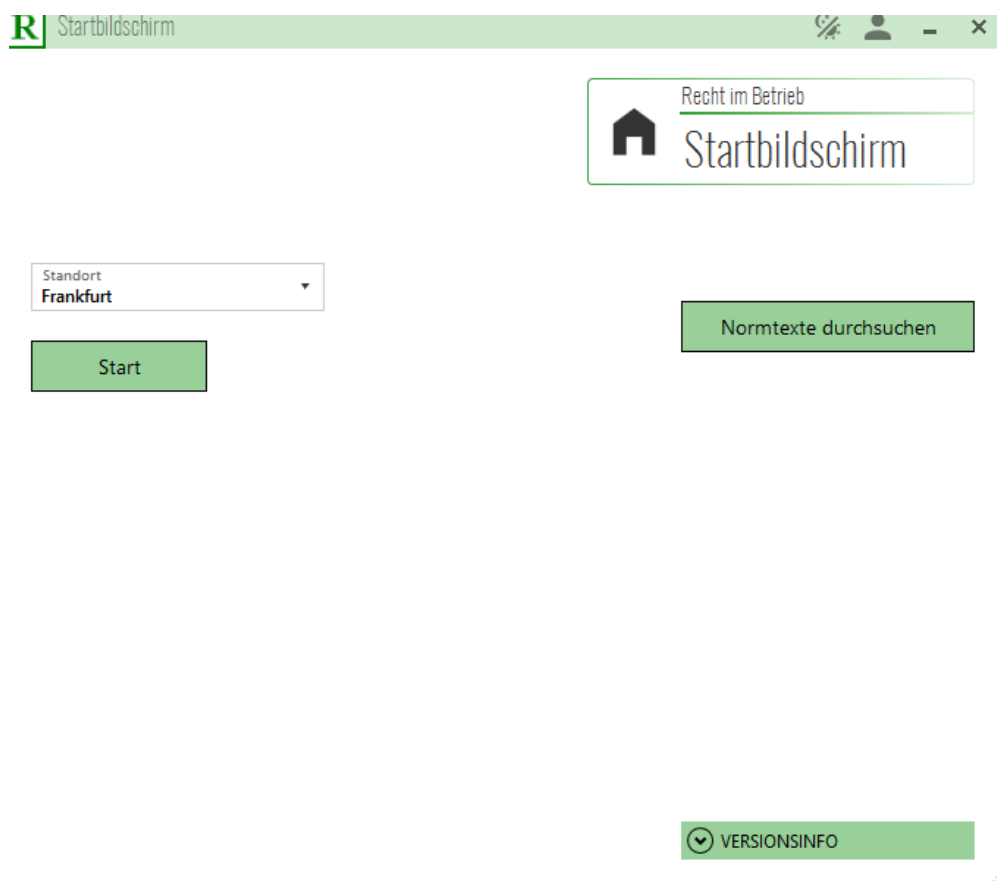 R Startbildschirm
Recht im Betrieb
Startbildschirm
Standort
Frankfurt
Normtexte durchsuchen
Start
VERSIONSINFO